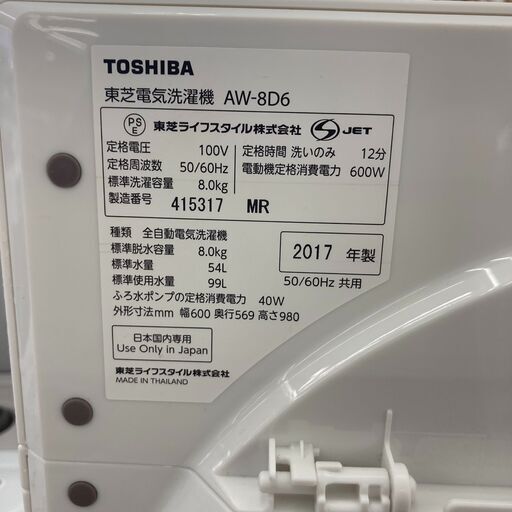 TOSHIBA
東芝電気洗濯機 AW-8D6
PS
E
東芝ライフスタイル株式会社 S JET
定格電圧 100V
定格周波数 50/60Hz
標準洗濯容量 8.0kg
製造番号 415317 MR
定格時間 洗いのみ 12分
電動機定格消費電力 600W
種類 全自動電気洗濯機
標準脱水容量 8.0kg
標準水量 54L
標準使用水量 99L
ふろ水ポンプの定格消費電力 40W
外形寸法mm 幅600 奥行569 高さ980
2017 年製
50/60Hz 共用
日本国内専用
Use Only in Japan
東芝ライフスタイル株式会社
MADE IN THAILAND